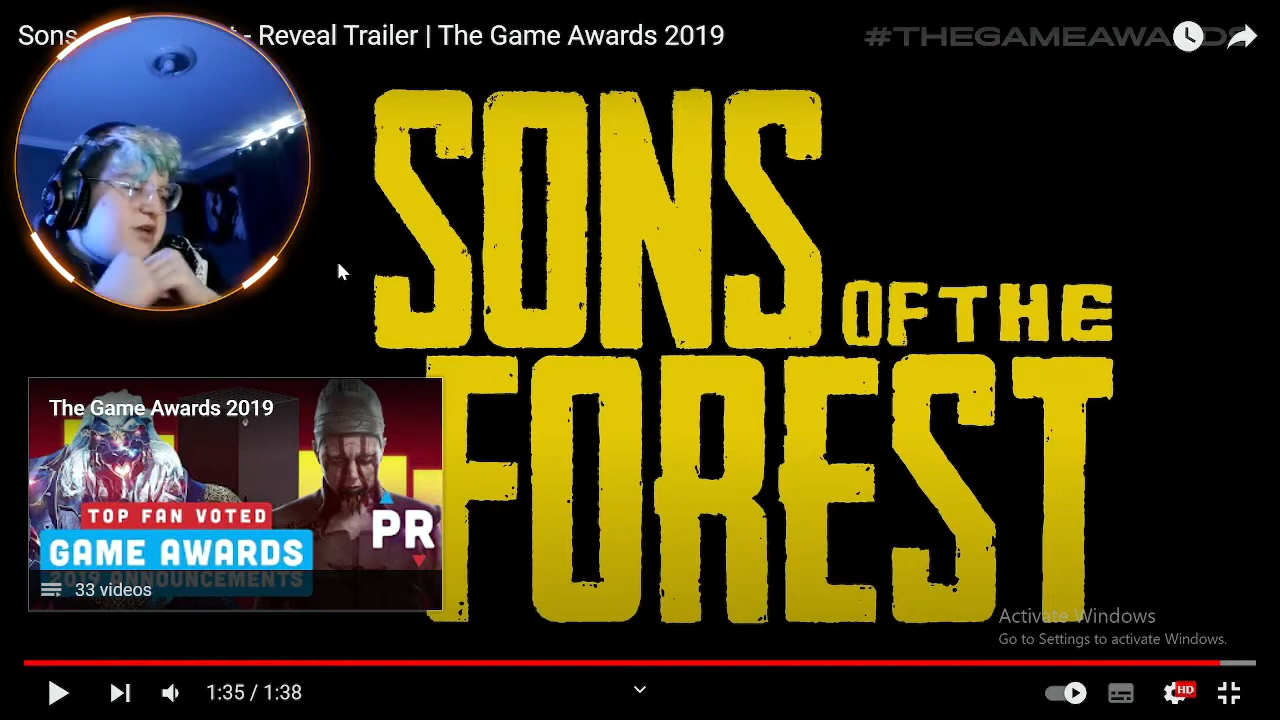 Sons - Reveal Trailer | The Game Awards 2019
#THEGAMEAWARDS
SONS
OF THE
FOREST
The Game Awards 2019
TOP FAN VOTED
PR
GAME AWARDS
2019 ANNOUNCEMENTS
33 videos
Activate Windows
Go to Settings to activate Windows.
1:35 / 1:38
HD